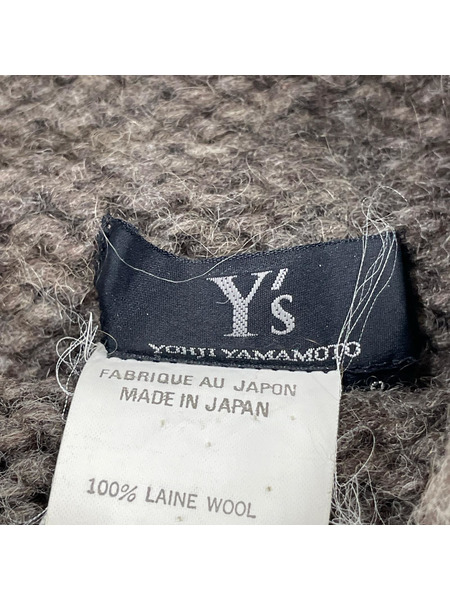 Y's
YOHJI YAMAMOTO
FABRIQUE AU JAPON
MADE IN JAPAN
100% LAINE WOOL